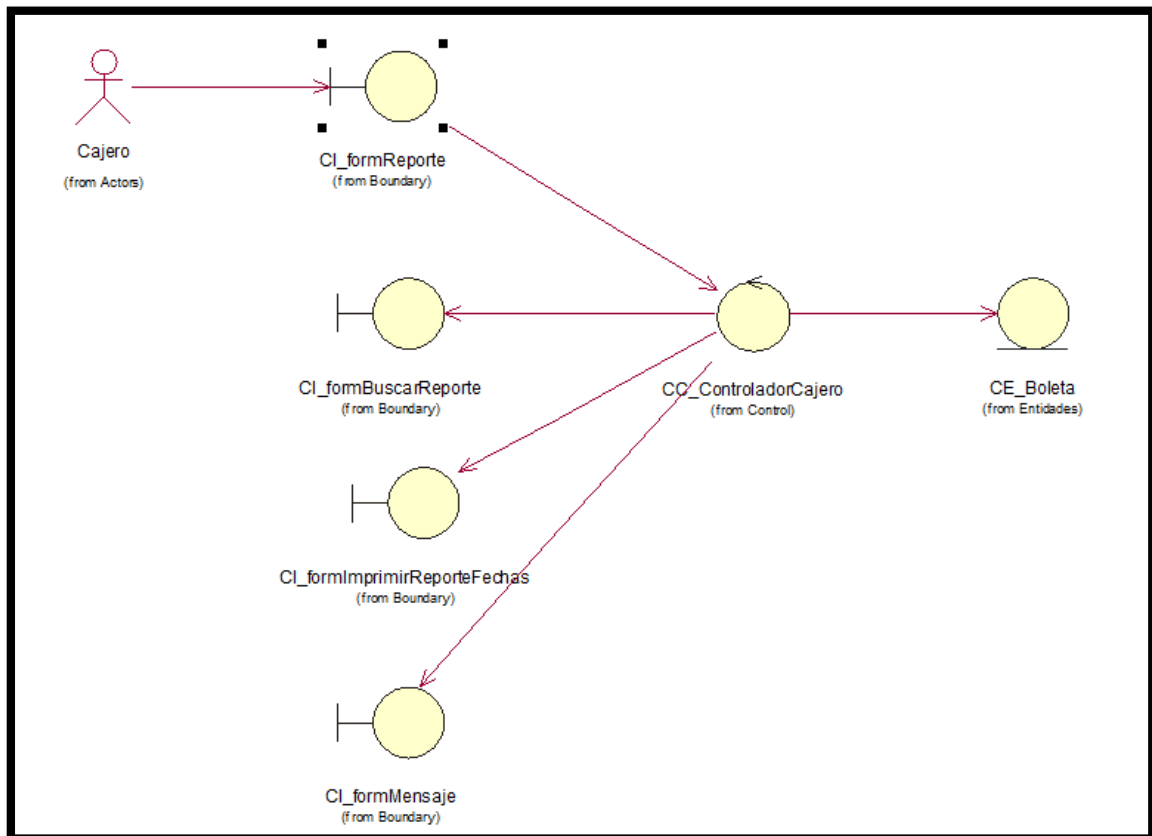 Cajero
(from Actors)
CI_formReporte
(from Boundary)
CI_formBuscarReporte
(from Boundary)
CC_ControladorCajero
(from Control)
CE_Boleta
(from Entidades)
CI_formImprimirReporteFechas
(from Boundary)
CI_formMensaje
(from Boundary)